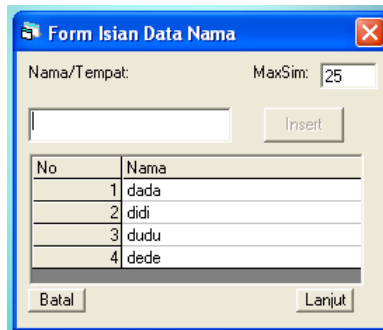 Form Isian Data Nama
Nama/Tempat: MaxSim: 25
Insert
No Nama
1 dada
2 didi
3 dudu
4 dede
Batal Lanjut